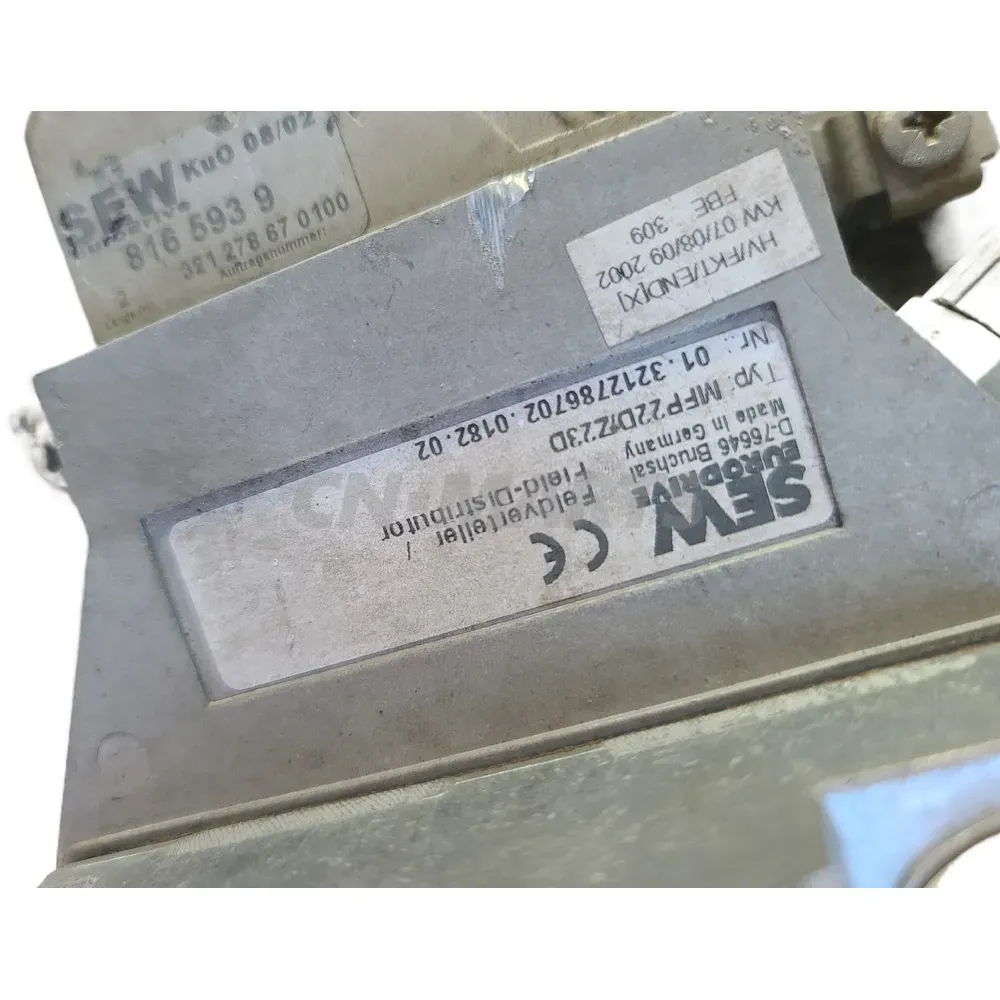 SEW
KuO 08/02
816 593 9
321 278 67 0100
Auftragsnummer:
2
HV/FKT/END[X]
KW 07/08/09 2002
FBE
309
SEW
EURODRIVE
D-76646 Bruchsal
Made in Germany
Typ: MFP22D/Z23D
Nr.: 01.3212786702.0182.02
CE
Feldverteiler /
Field-Distributor